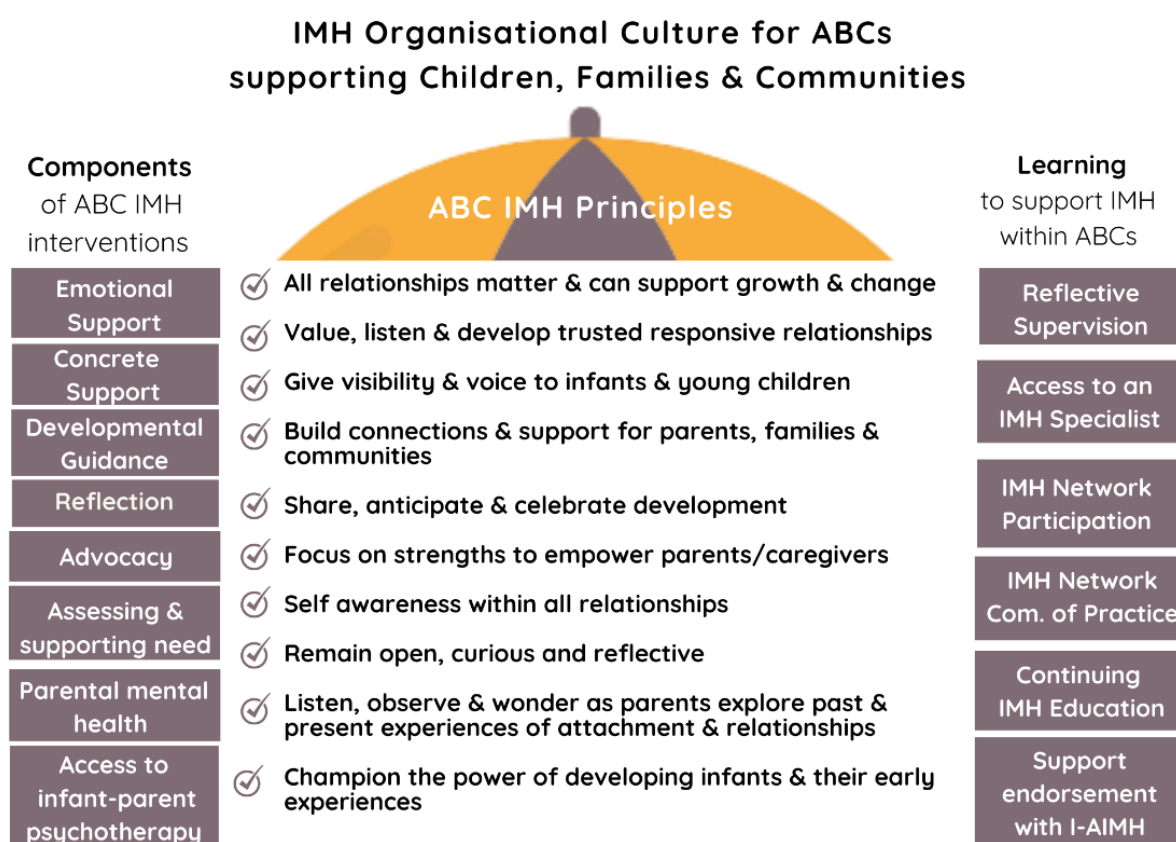 IMH Organisational Culture for ABCs
supporting Children, Families & Communities
Components
of ABC IMH
interventions
Emotional
Support
Concrete
Support
Developmental
Guidance
Reflection
Advocacy
Assessing &
supporting need
Parental mental
health
Access to
infant-parent
psychotherapy
ABC IMH Principles
All relationships matter & can support growth & change
Value, listen & develop trusted responsive relationships
Give visibility & voice to infants & young children
Build connections & support for parents, families &
communities
Share, anticipate & celebrate development
Focus on strengths to empower parents/caregivers
Self awareness within all relationships
Remain open, curious and reflective
Listen, observe & wonder as parents explore past &
present experiences of attachment & relationships
Champion the power of developing infants & their early
experiences
Learning
to support IMH
within ABCs
Reflective
Supervision
Access to an
IMH Specialist
IMH Network
Participation
IMH Network
Com. of Practice
Continuing
IMH Education
Support
endorsement
with I-AIMH